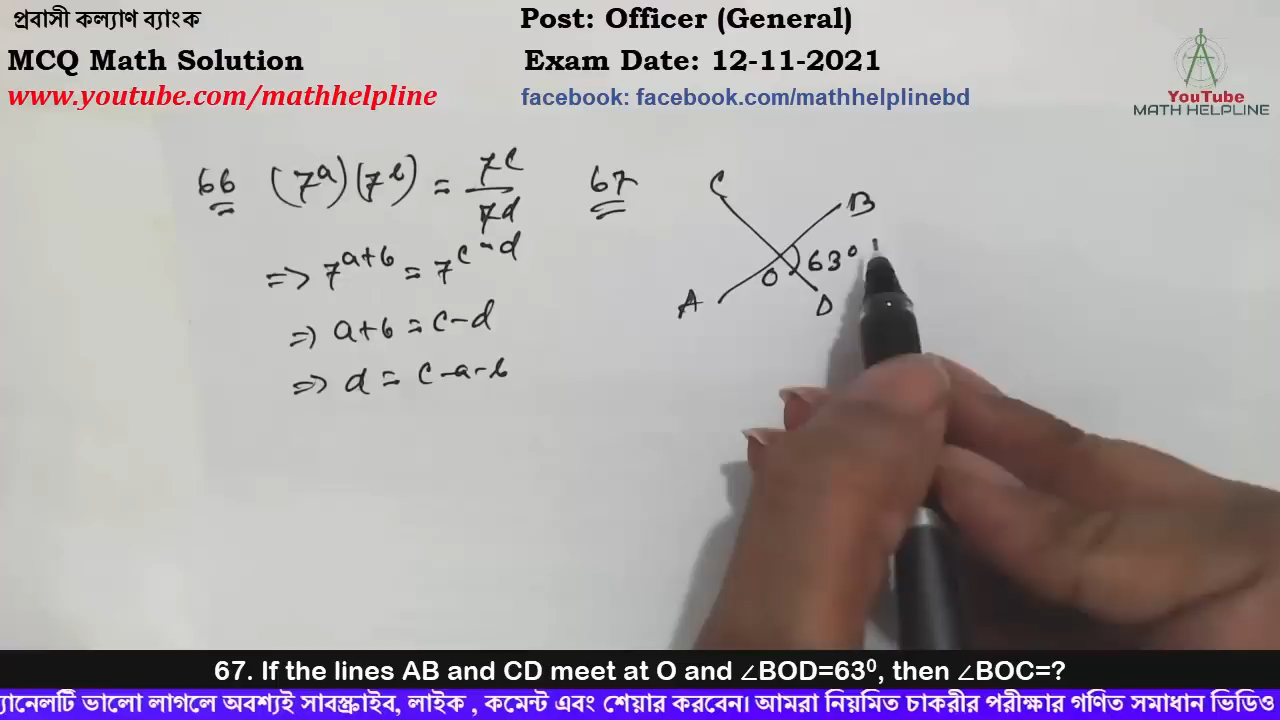 প্রবাসী কল্যাণ ব্যাংক
Post: Officer (General)
MCQ Math Solution
Exam Date: 12-11-2021
www.youtube.com/mathhelpline
facebook: facebook.com/mathhelplinebd
YouTube
MATH HELPLINE
66 (7^a)(7^b) = 7^c / 7^d
=> 7^a+b = 7^c-d
=> a+b = c-d
=> d = c-a-b
67
C
B
63°
O
A
D
67. If the lines AB and CD meet at O and ∠BOD=63⁰, then ∠BOC=?
্যানেলটি ভালো লাগলে অবশ্যই সাবস্ক্রাইব, লাইক , কমেন্ট এবং শেয়ার করবেন। আমরা নিয়মিত চাকরীর পরীক্ষার গণিত সমাধান ভিডিও